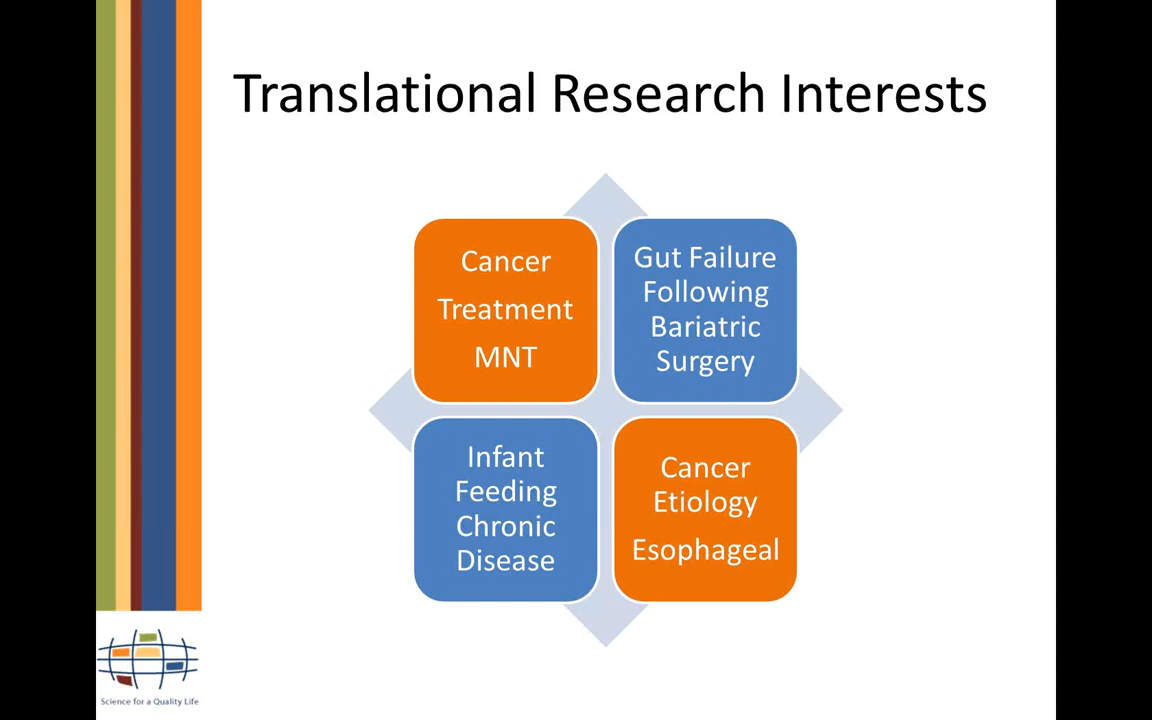 Translational Research Interests
Cancer
Treatment
MNT
Gut Failure
Following
Bariatric
Surgery
Infant
Feeding
Chronic
Disease
Cancer
Etiology
Esophageal
Science for a Quality Life